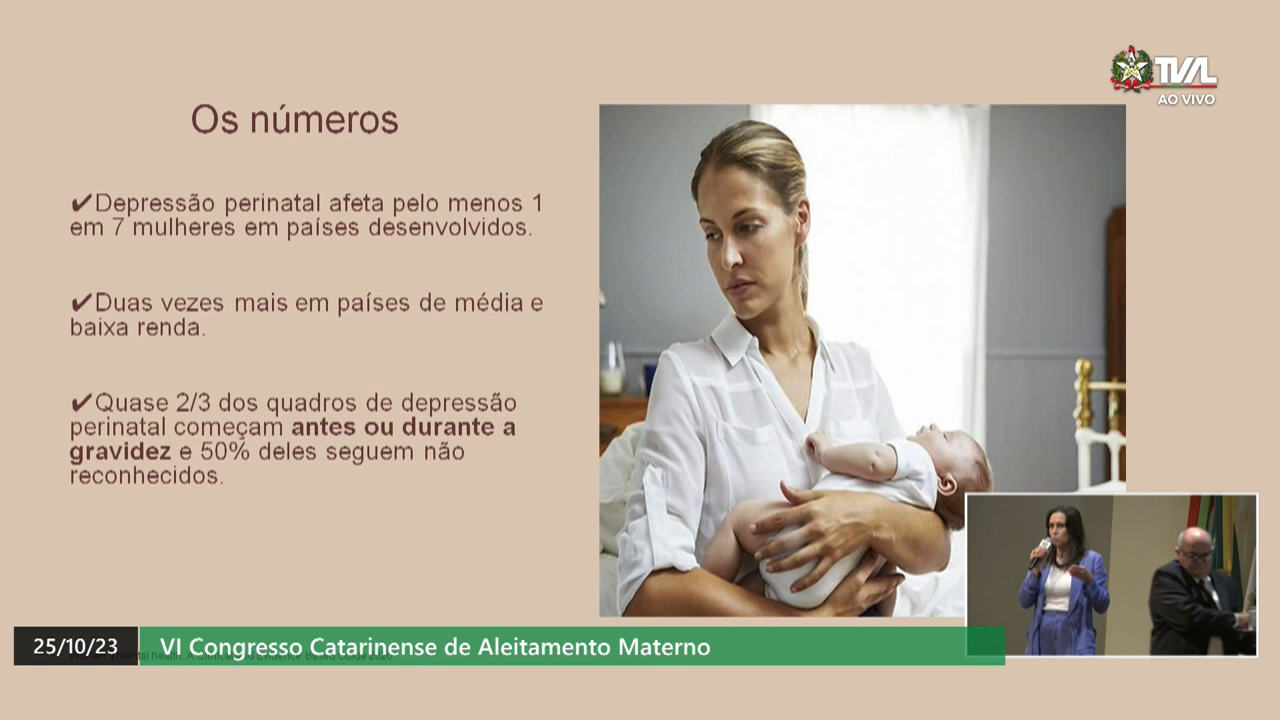 TVAL
AO VIVO
Os números
✔Depressão perinatal afeta pelo menos 1
em 7 mulheres em países desenvolvidos.
✔Duas vezes mais em países de média e
baixa renda.
✔Quase 2/3 dos quadros de depressão
perinatal começam antes ou durante a
gravidez e 50% deles seguem não
reconhecidos.
25/10/23
VI Congresso Catarinense de Aleitamento Materno